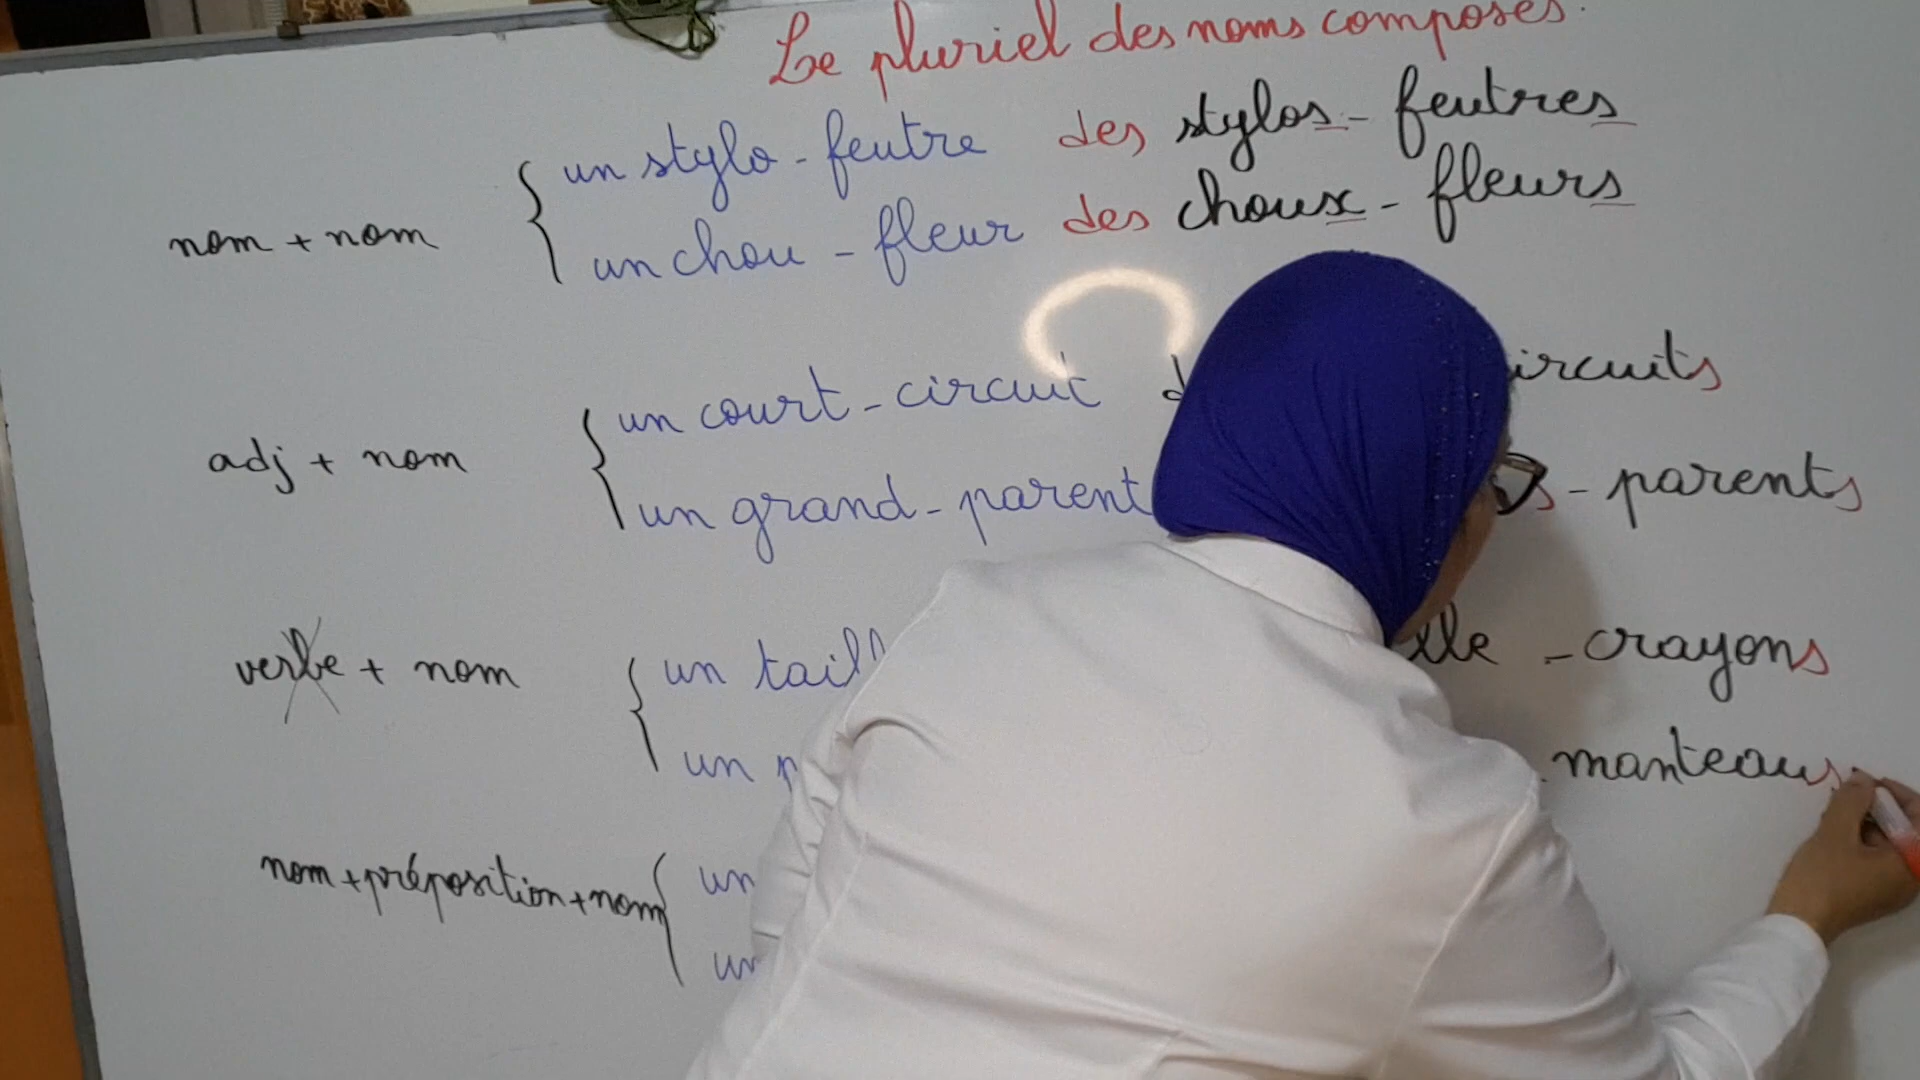 Le pluriel des noms composés.
nom + nom
un stylo-feutre des stylos-feutres
un chou-fleur des choux-fleurs
adj + nom
un court-circuit ircuits
un grand-parent s-parents
verbe + nom
un taill lle-crayons
un manteau
nom + préposition + nom
un
un